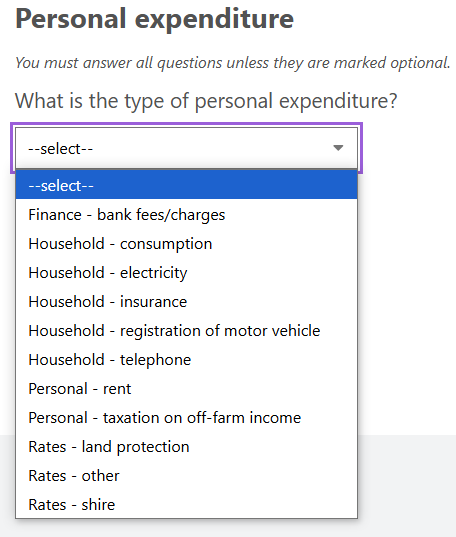 Personal expenditure
You must answer all questions unless they are marked optional.
What is the type of personal expenditure?
--select--
--select--
Finance - bank fees/charges
Household - consumption
Household - electricity
Household - insurance
Household - registration of motor vehicle
Household - telephone
Personal - rent
Personal - taxation on off-farm income
Rates - land protection
Rates - other
Rates - shire